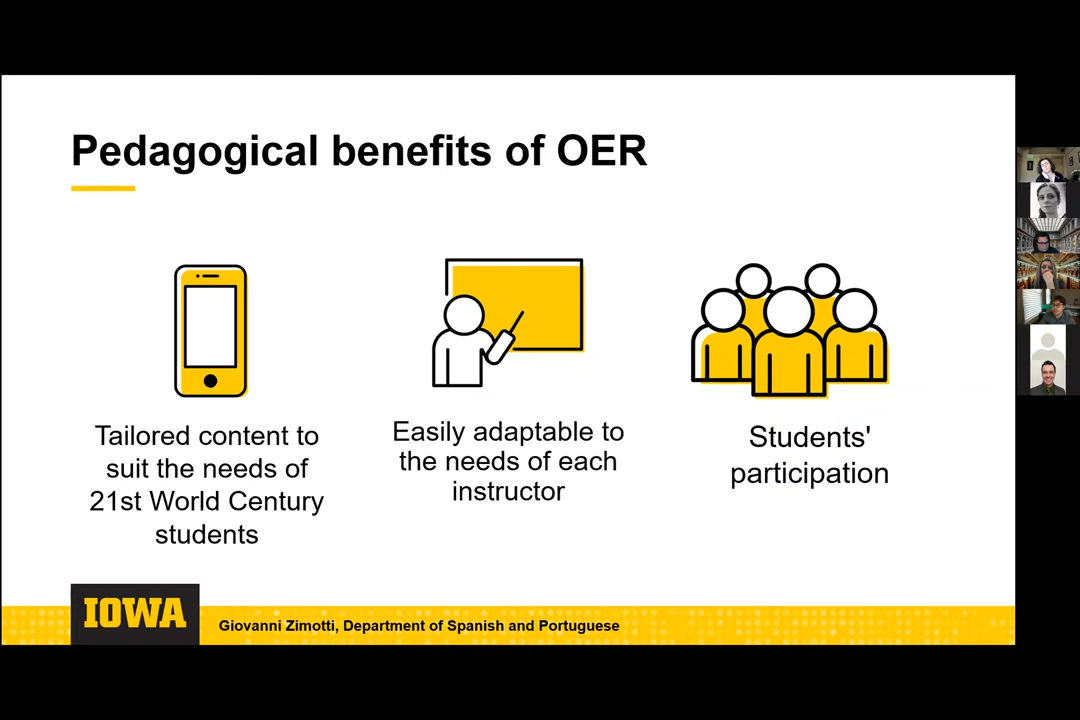 Pedagogical benefits of OER
Tailored content to
suit the needs of
21st World Century
students
Easily adaptable to
the needs of each
instructor
Students'
participation
IOWA
Giovanni Zimotti, Department of Spanish and Portuguese